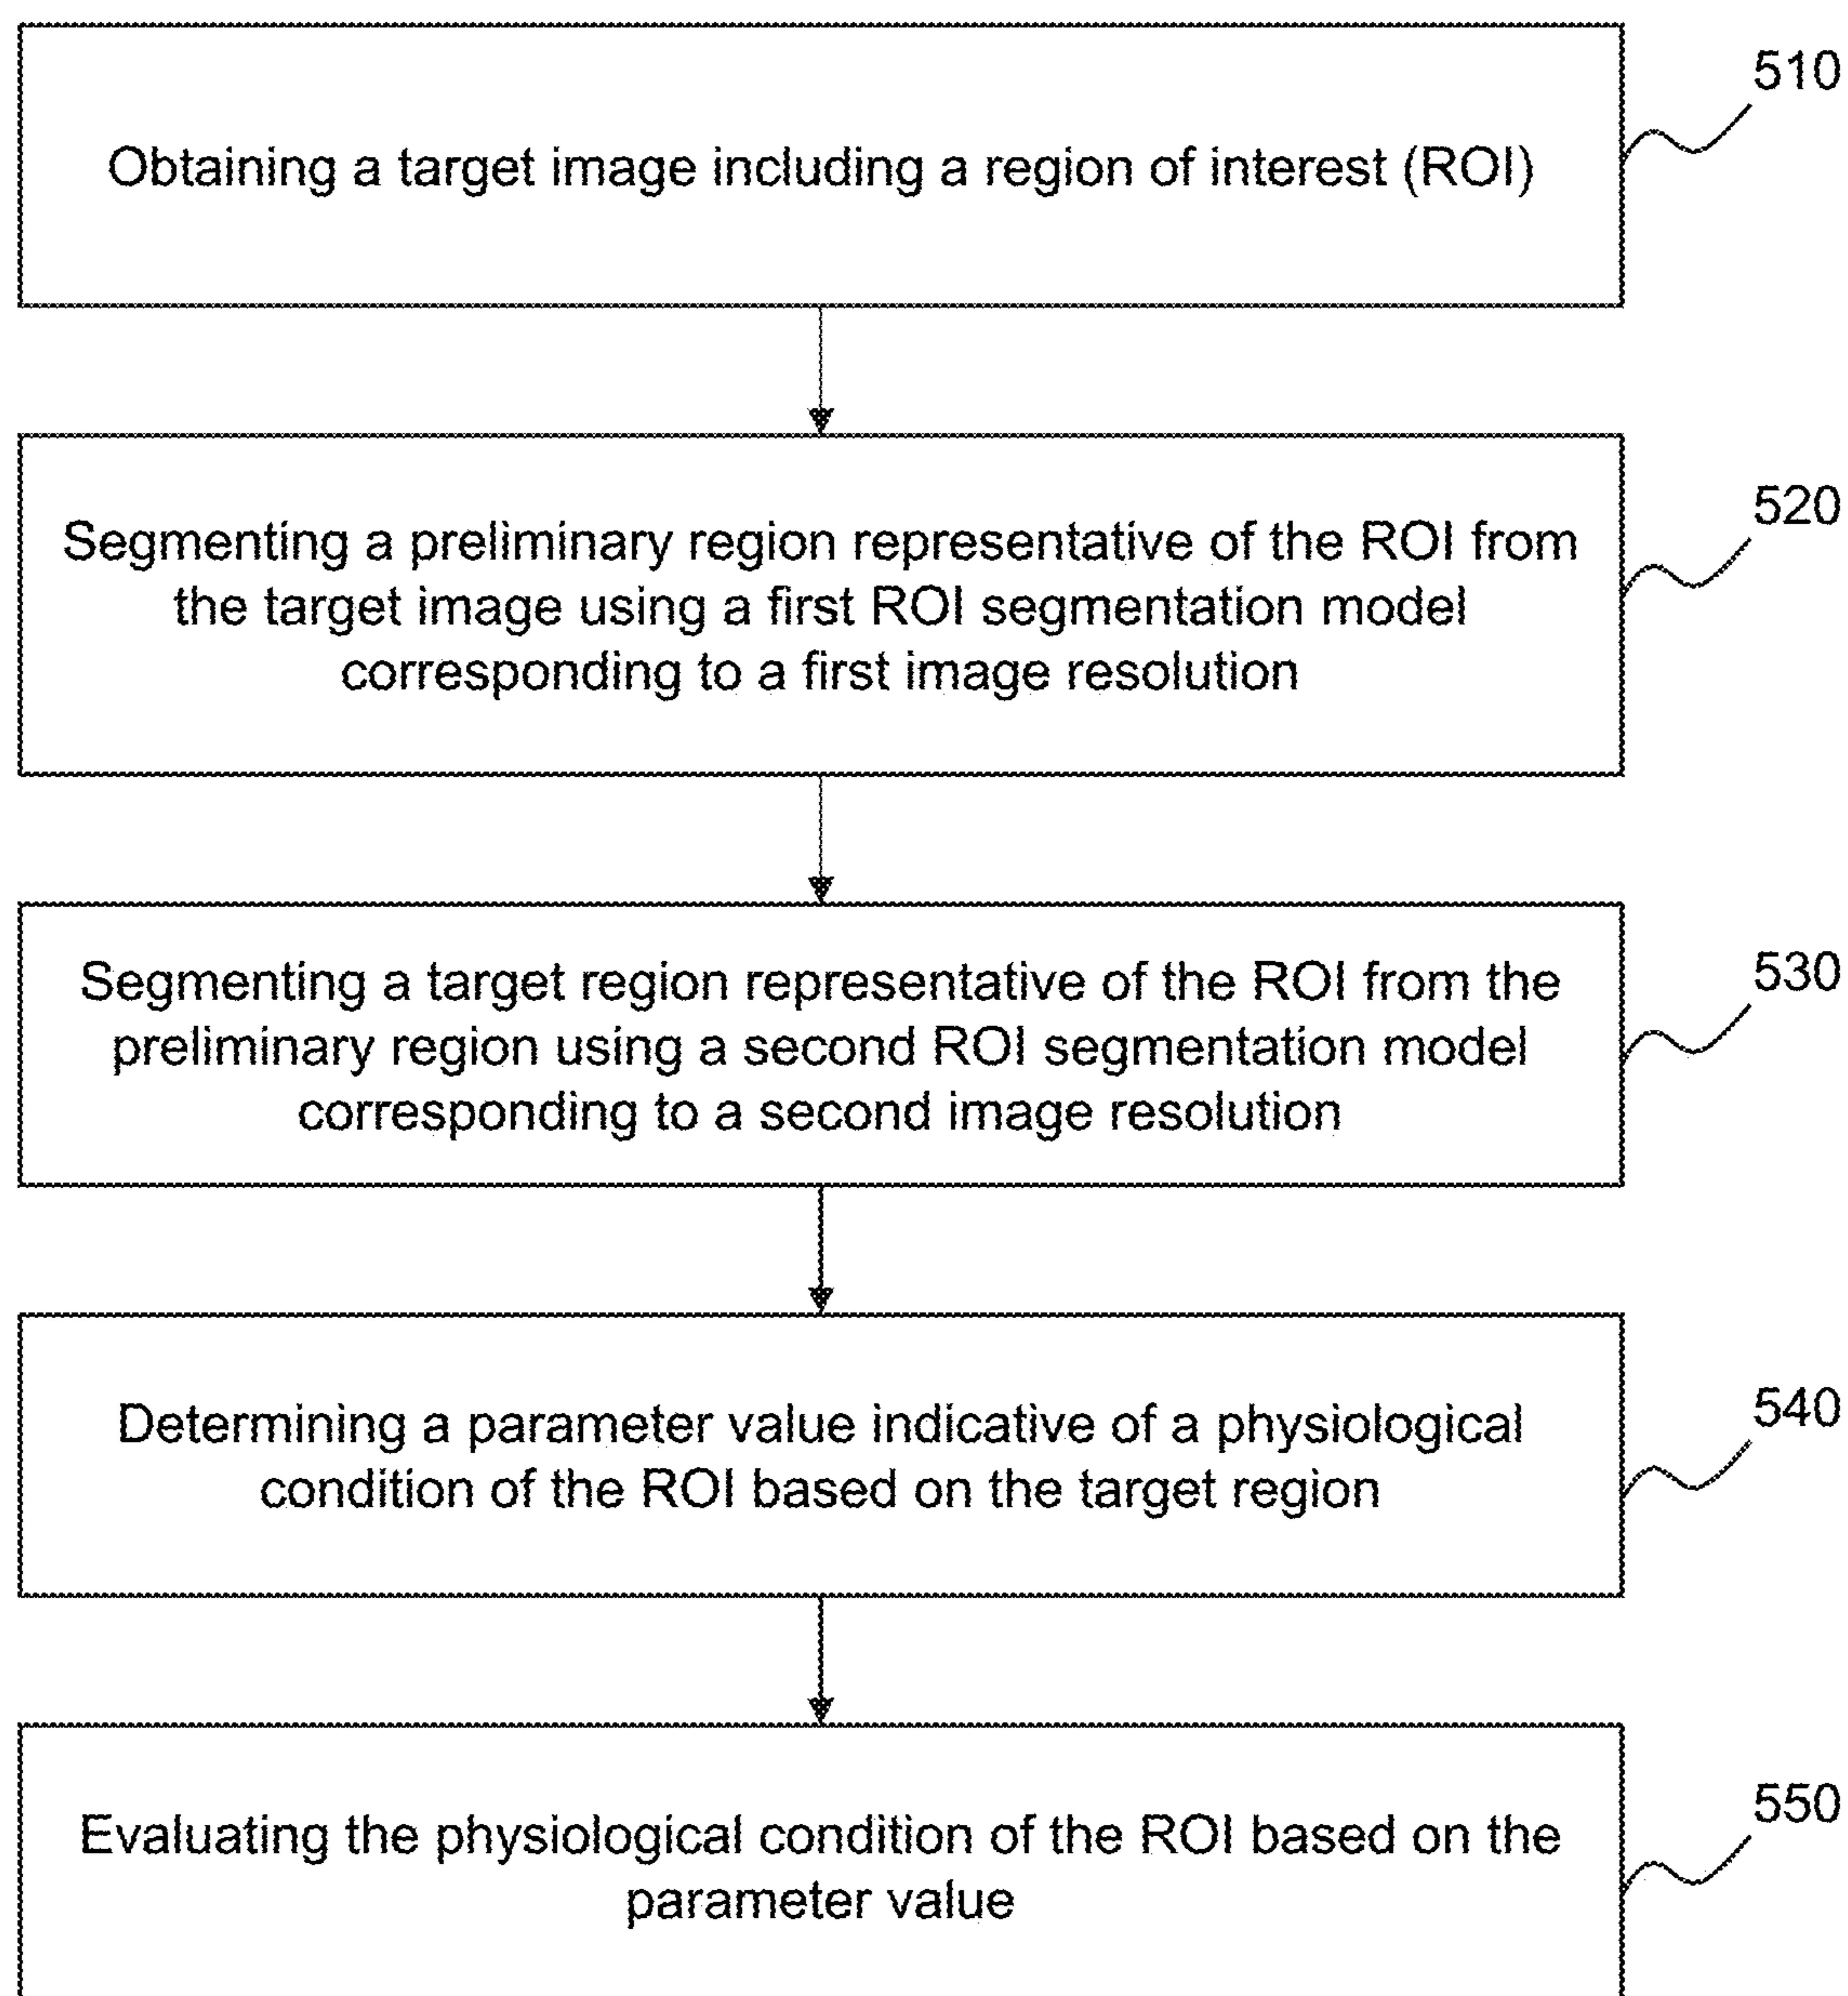 510
Obtaining a target image including a region of interest (ROI)
520
Segmenting a preliminary region representative of the ROI from
the target image using a first ROI segmentation model
corresponding to a first image resolution
530
Segmenting a target region representative of the ROI from the
preliminary region using a second ROI segmentation model
corresponding to a second image resolution
540
Determining a parameter value indicative of a physiological
condition of the ROI based on the target region
550
Evaluating the physiological condition of the ROI based on the
parameter value